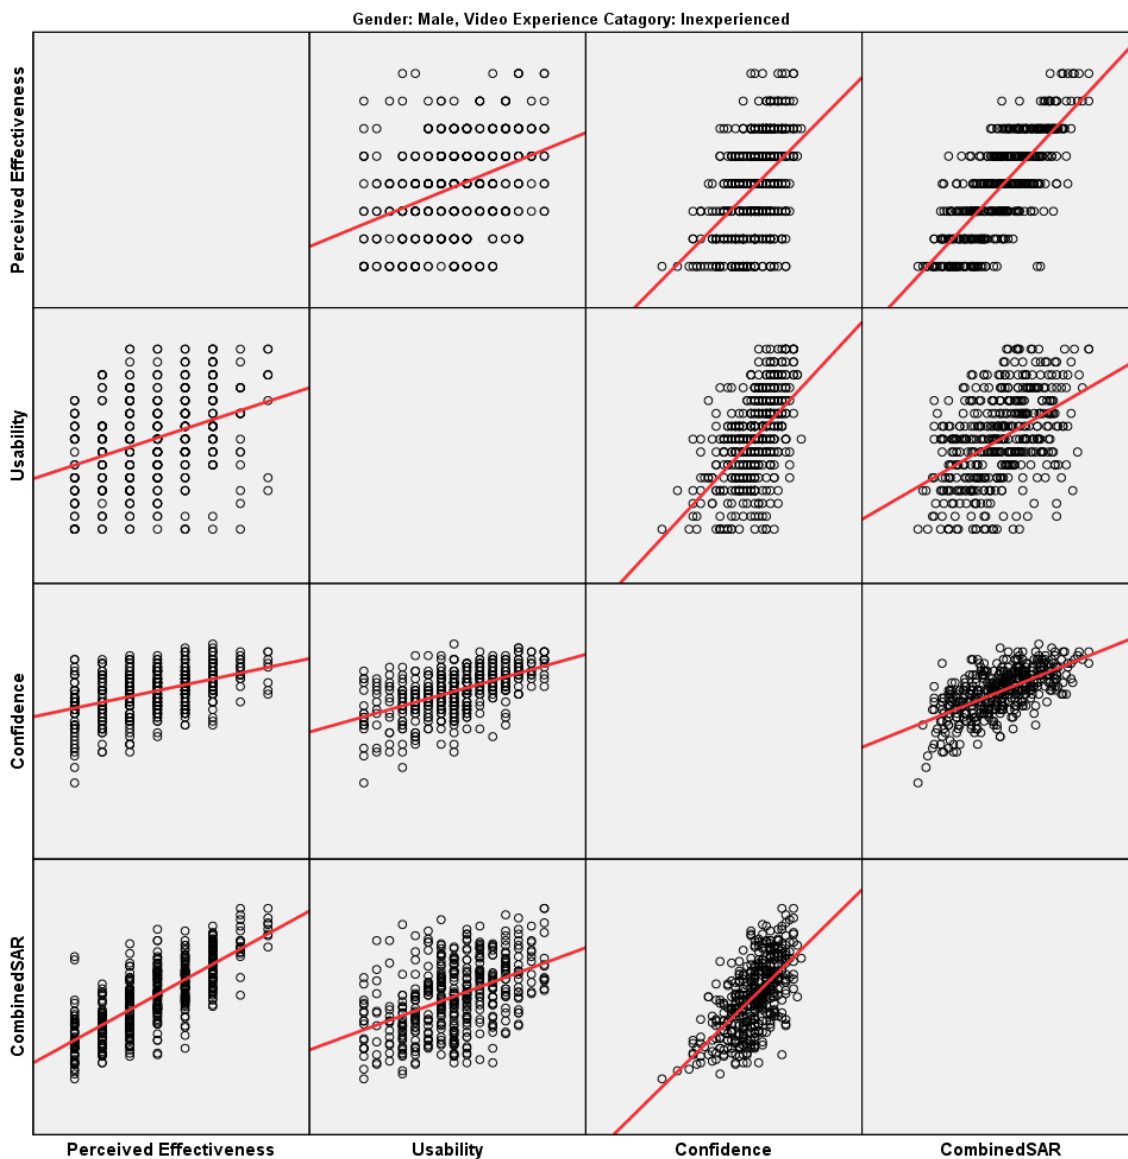 Gender: Male, Video Experience Catagory: Inexperienced
Perceived Effectiveness
Usability
Confidence
CombinedSAR
Perceived Effectiveness
Usability
Confidence
CombinedSAR